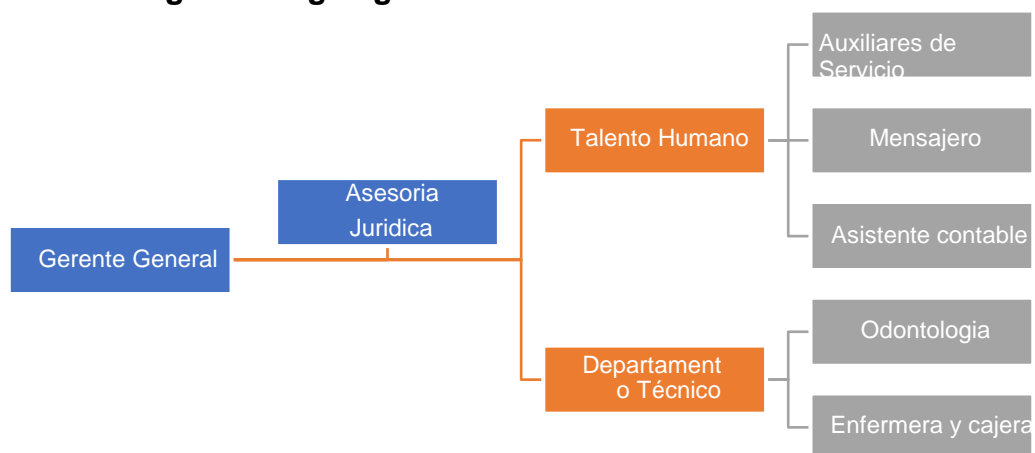 Auxiliares de
Servicio
Talento Humano
Mensajero
Asesoria
Juridica
Asistente contable
Gerente General
Odontologia
Departament
o Técnico
Enfermera y cajera